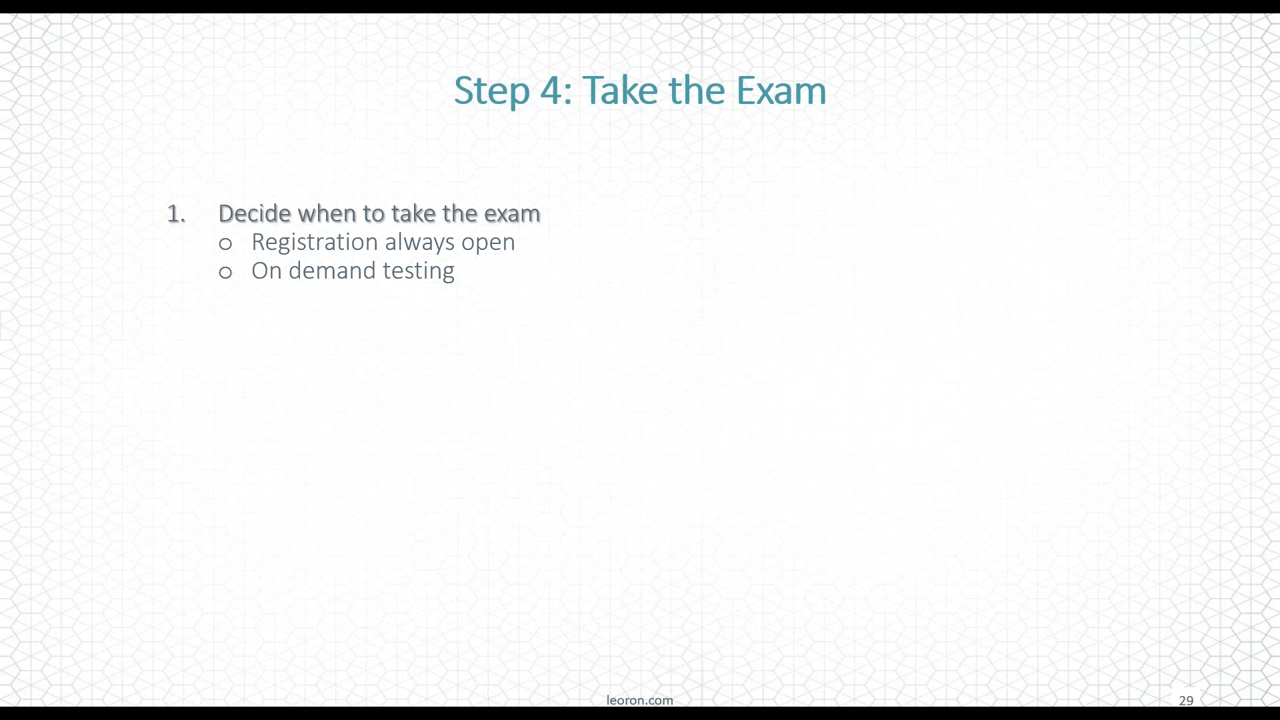 Step 4: Take the Exam
1. Decide when to take the exam
o Registration always open
o On demand testing
leoron.com
29